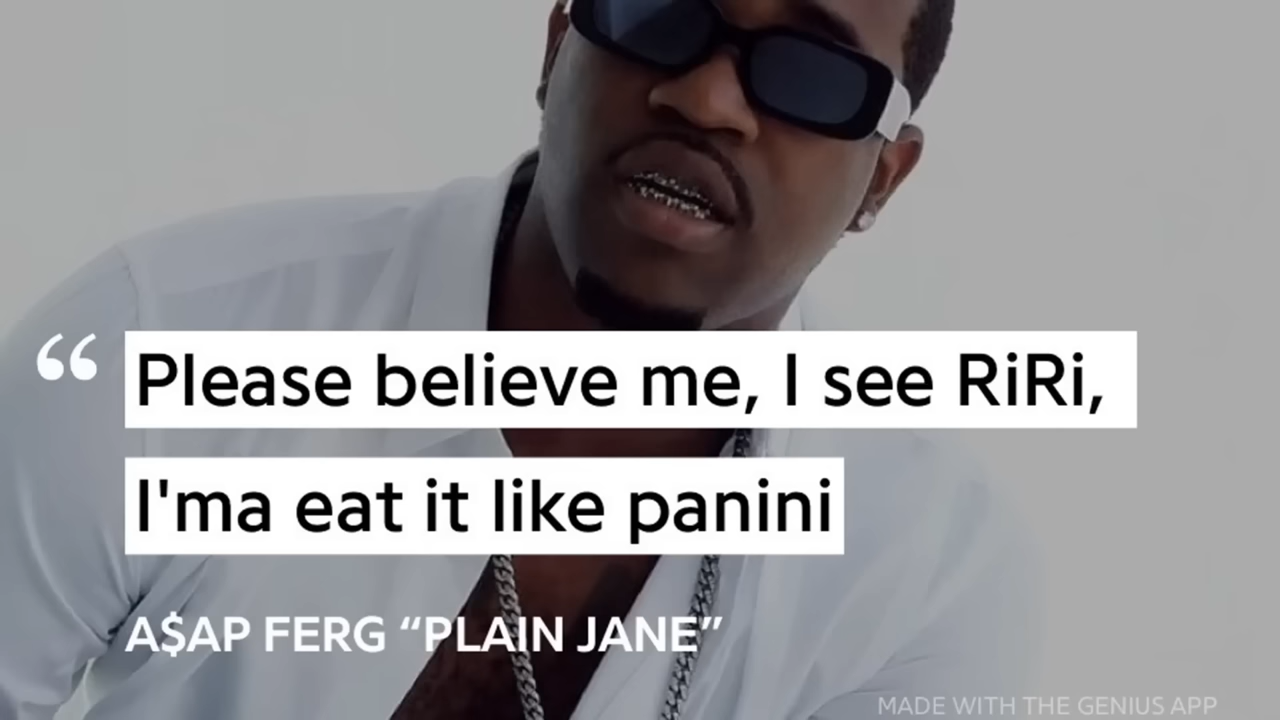 “Please believe me, I see RiRi,
I'ma eat it like panini
A$AP FERG “PLAIN JANE”
MADE WITH THE GENIUS APP